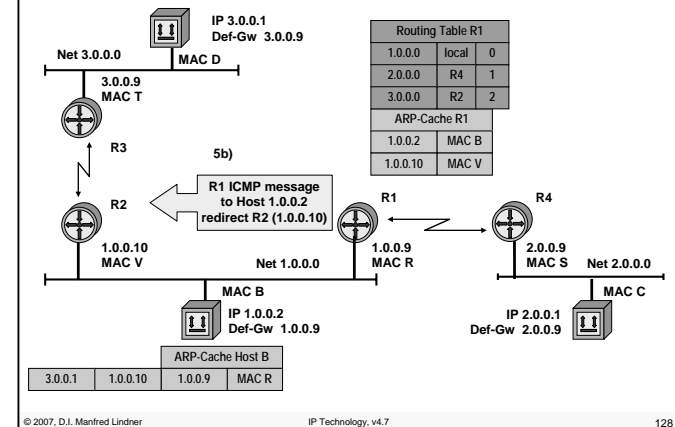 IP 3.0.0.1
Def-Gw 3.0.0.9
Net 3.0.0.0
MAC D
3.0.0.9
MAC T
R3
Routing Table R1
1.0.0.0 local 0
2.0.0.0 R4 1
3.0.0.0 R2 2
ARP-Cache R1
1.0.0.2 MAC B
1.0.0.10 MAC V
5b)
R1 ICMP message
to Host 1.0.0.2
redirect R2 (1.0.0.10)
R2
R1
R4
1.0.0.10
MAC V
Net 1.0.0.0
1.0.0.9
MAC R
2.0.0.9
MAC S
Net 2.0.0.0
MAC B
MAC C
IP 1.0.0.2
Def-Gw 1.0.0.9
IP 2.0.0.1
Def-Gw 2.0.0.9
ARP-Cache Host B
3.0.0.1 1.0.0.10 1.0.0.9 MAC R
© 2007, D.I. Manfred Lindner
IP Technology, v4.7
128